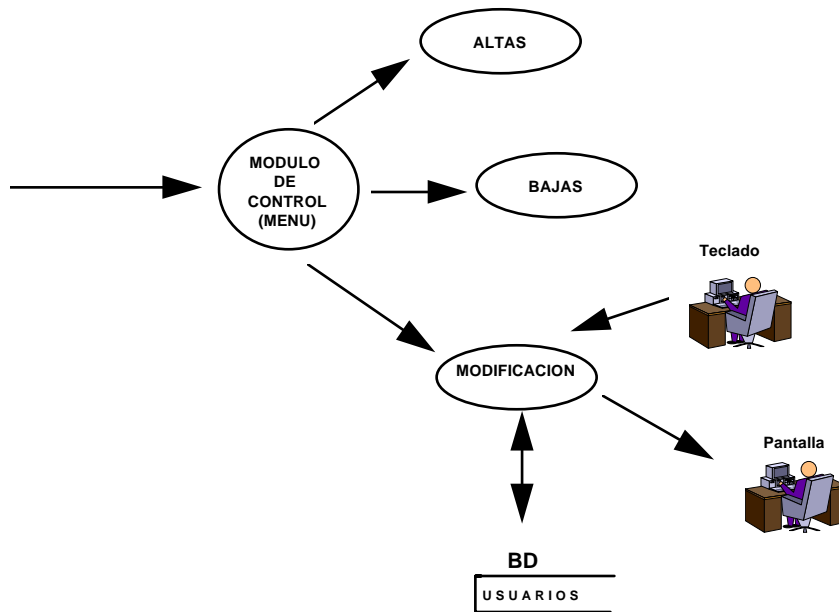 ALTAS
MODULO
DE
CONTROL
(MENU)
BAJAS
Teclado
MODIFICACION
Pantalla
BD
USUARIOS